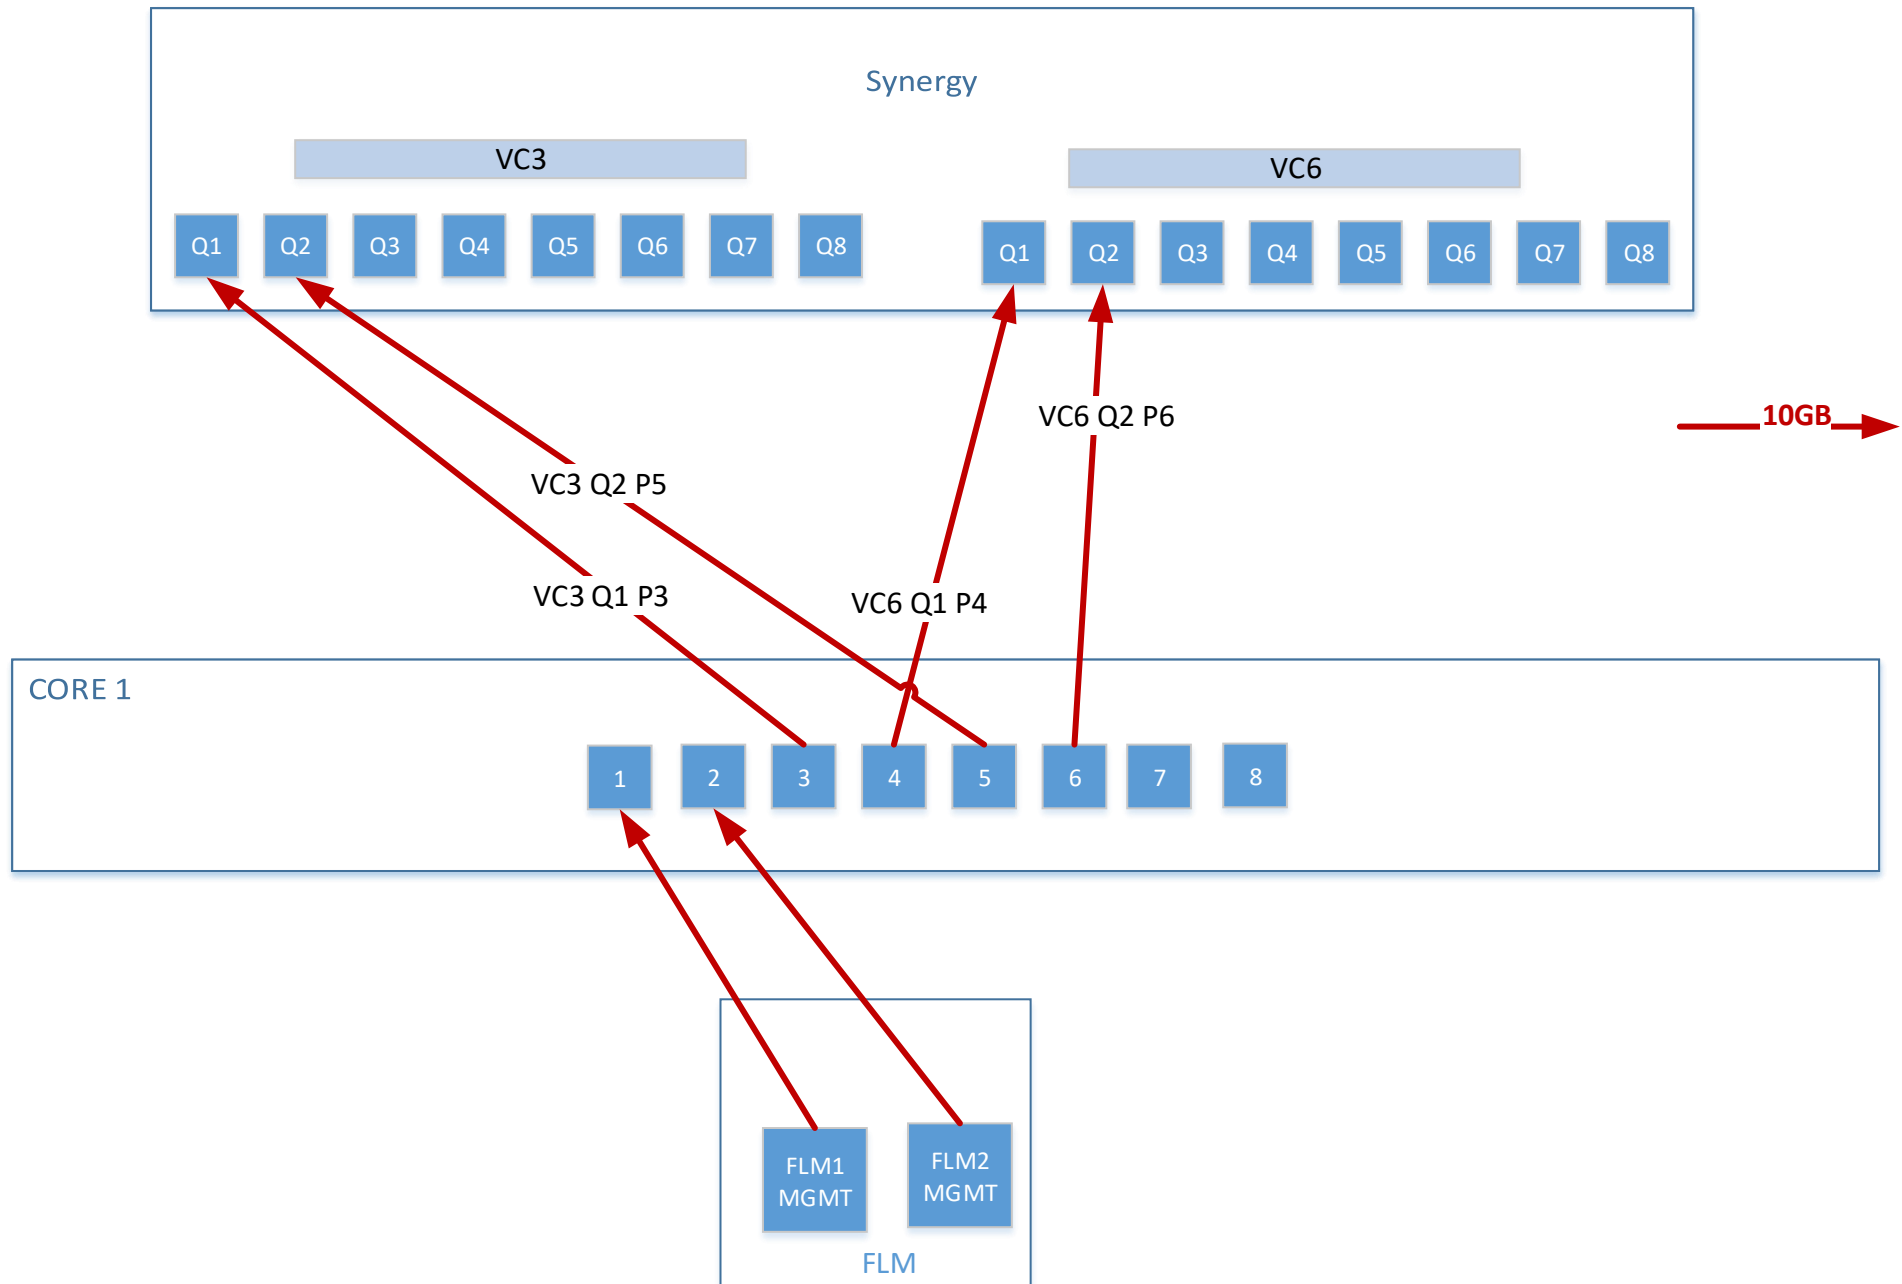 Synergy
VC3
VC6
Q1 Q2 Q3 Q4 Q5 Q6 Q7 Q8
Q1 Q2 Q3 Q4 Q5 Q6 Q7 Q8
10GB
VC6 Q2 P6
VC3 Q2 P5
VC3 Q1 P3
VC6 Q1 P4
CORE 1
1 2 3 4 5 6 7 8
FLM1
MGMT
FLM2
MGMT
FLM